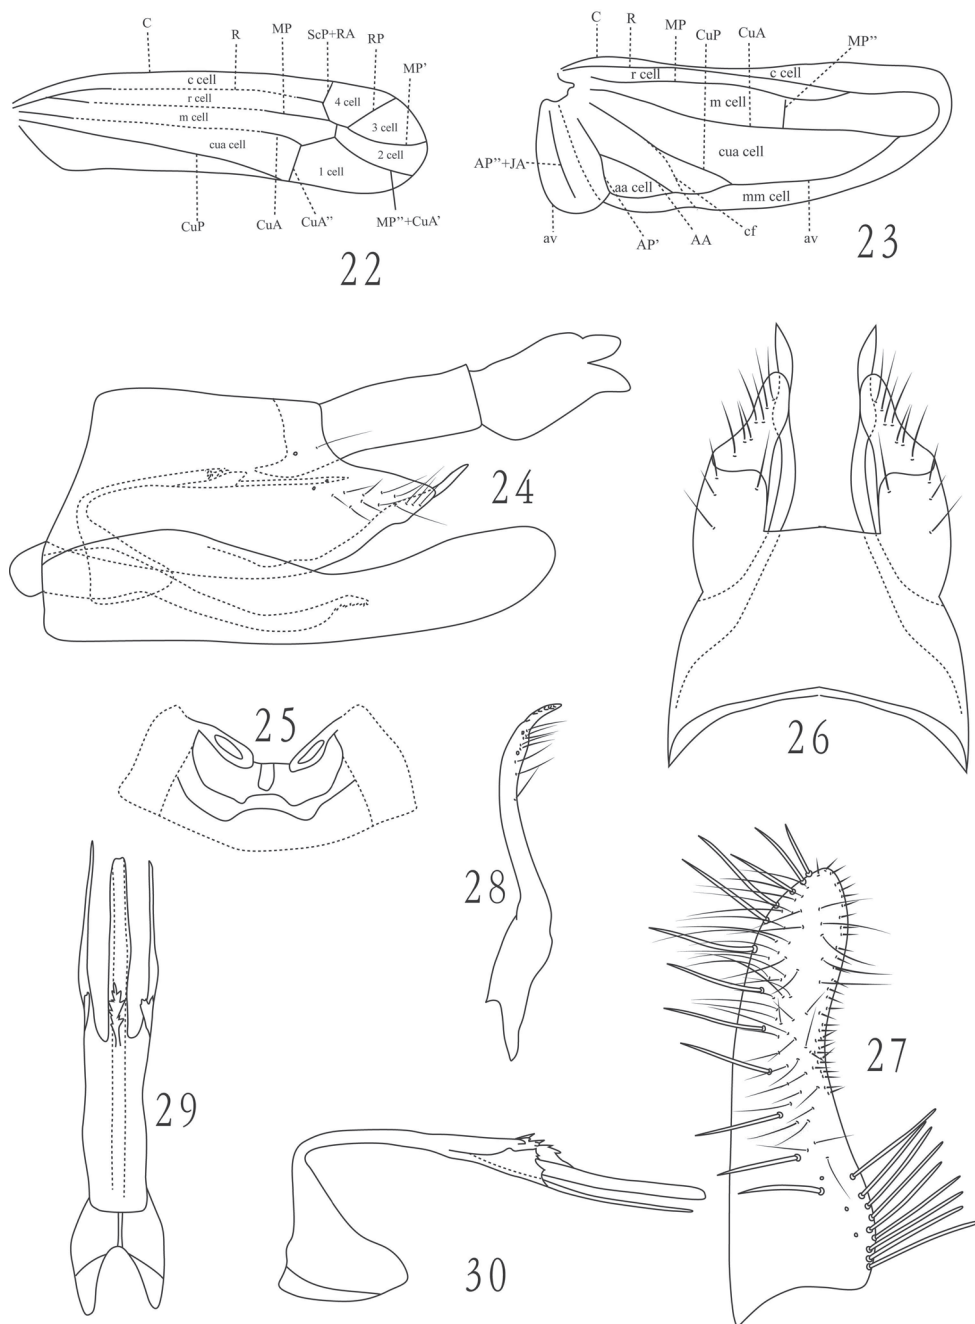 C R MP ScP+RA RP MP’
c cell
r cell
m cell
cua cell
4 cell
3 cell
2 cell
1 cell
CuP CuA CuA’’ MP’’+CuA’
22
C R MP CuP CuA MP’’
r cell
c cell
m cell
cua cell
AP’’+JA
aa cell
mm cell
av AP’ AA cf av
23
24
25
26
28
27
29
30